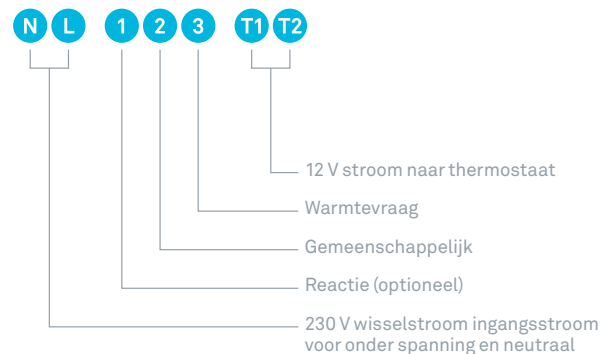 N L 1 2 3 T1 T2
12 V stroom naar thermostaat
Warmtevraag
Gemeenschappelijk
Reactie (optioneel)
230 V wisselstroom ingangsstroom
voor onder spanning en neutraal